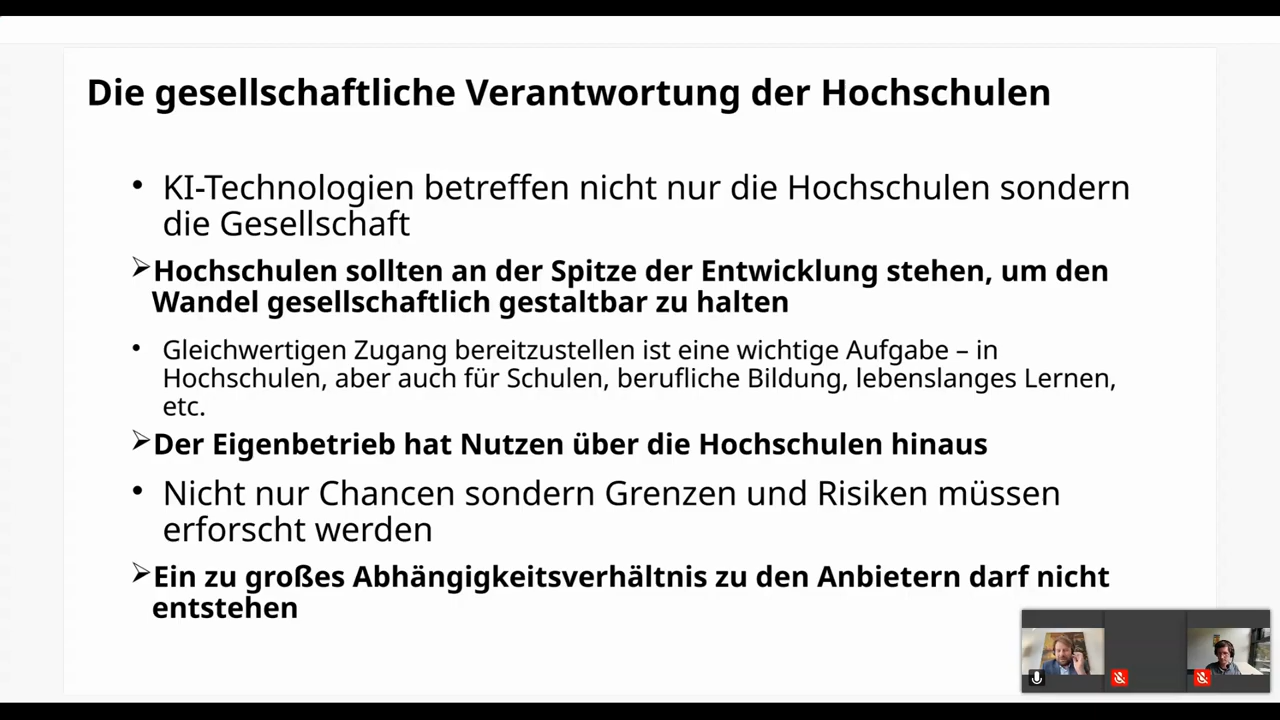 Die gesellschaftliche Verantwortung der Hochschulen
• KI-Technologien betreffen nicht nur die Hochschulen sondern
die Gesellschaft
➢Hochschulen sollten an der Spitze der Entwicklung stehen, um den
Wandel gesellschaftlich gestaltbar zu halten
• Gleichwertigen Zugang bereitzustellen ist eine wichtige Aufgabe – in
Hochschulen, aber auch für Schulen, berufliche Bildung, lebenslanges Lernen,
etc.
➢Der Eigenbetrieb hat Nutzen über die Hochschulen hinaus
• Nicht nur Chancen sondern Grenzen und Risiken müssen
erforscht werden
➢Ein zu großes Abhängigkeitsverhältnis zu den Anbietern darf nicht
entstehen